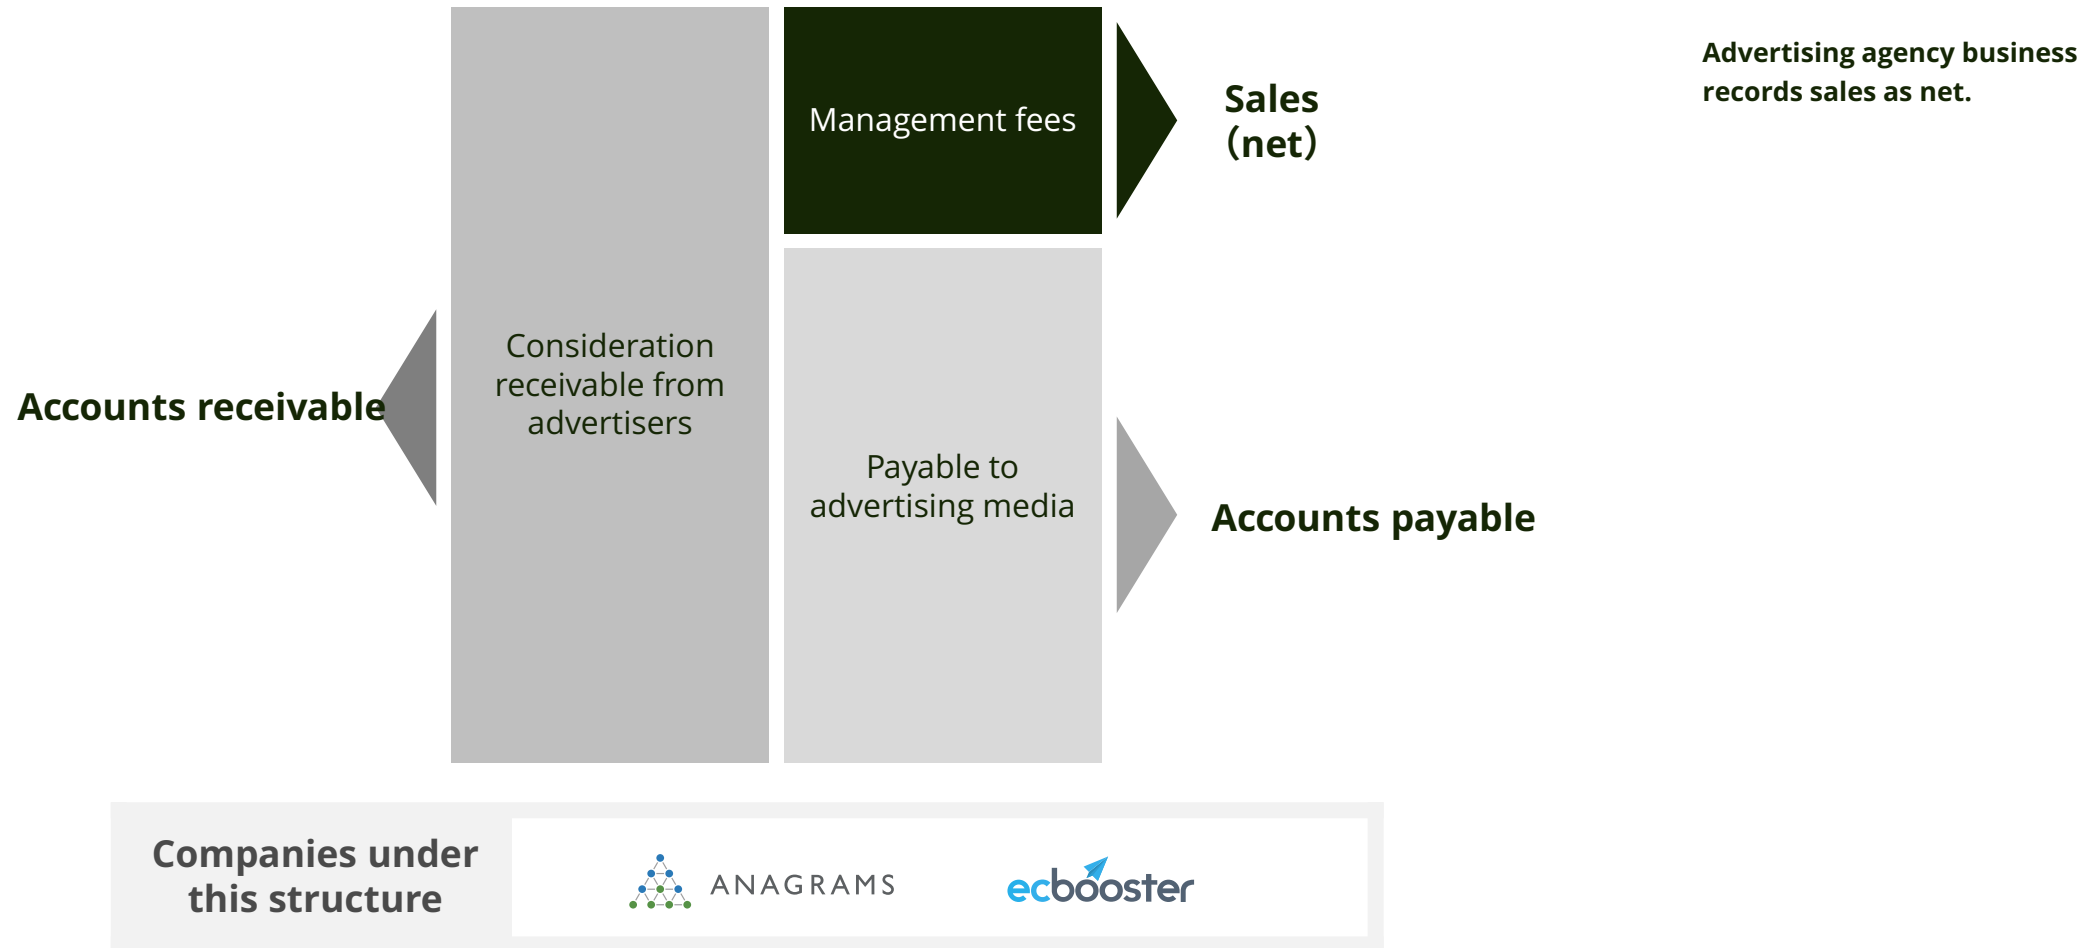 Advertising agency business
records sales as net.
Management fees
Sales
(net)
Consideration
receivable from
advertisers
Accounts receivable
Payable to
advertising media
Accounts payable
Companies under
this structure
ANAGRAMS
ecbooster